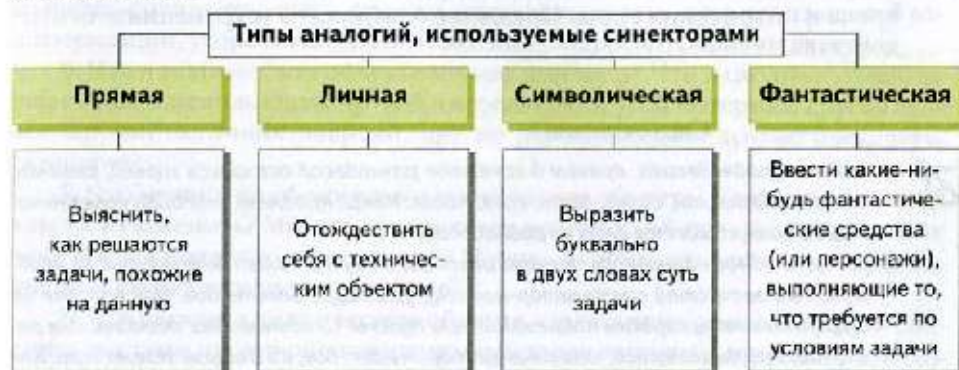 Типы аналогий, используемые синекторами
Прямая
Личная
Символическая
Фантастическая
Выяснить,
как решаются
задачи, похожие
на данную
Отождествить
себя с техничес-
ким объектом
Выразить
буквально
в двух словах суть
задачи
Ввести какие-ни-
будь фантастиче-
ские средства
(или персонажи),
выполняющие то,
что требуется по
условиям задачи